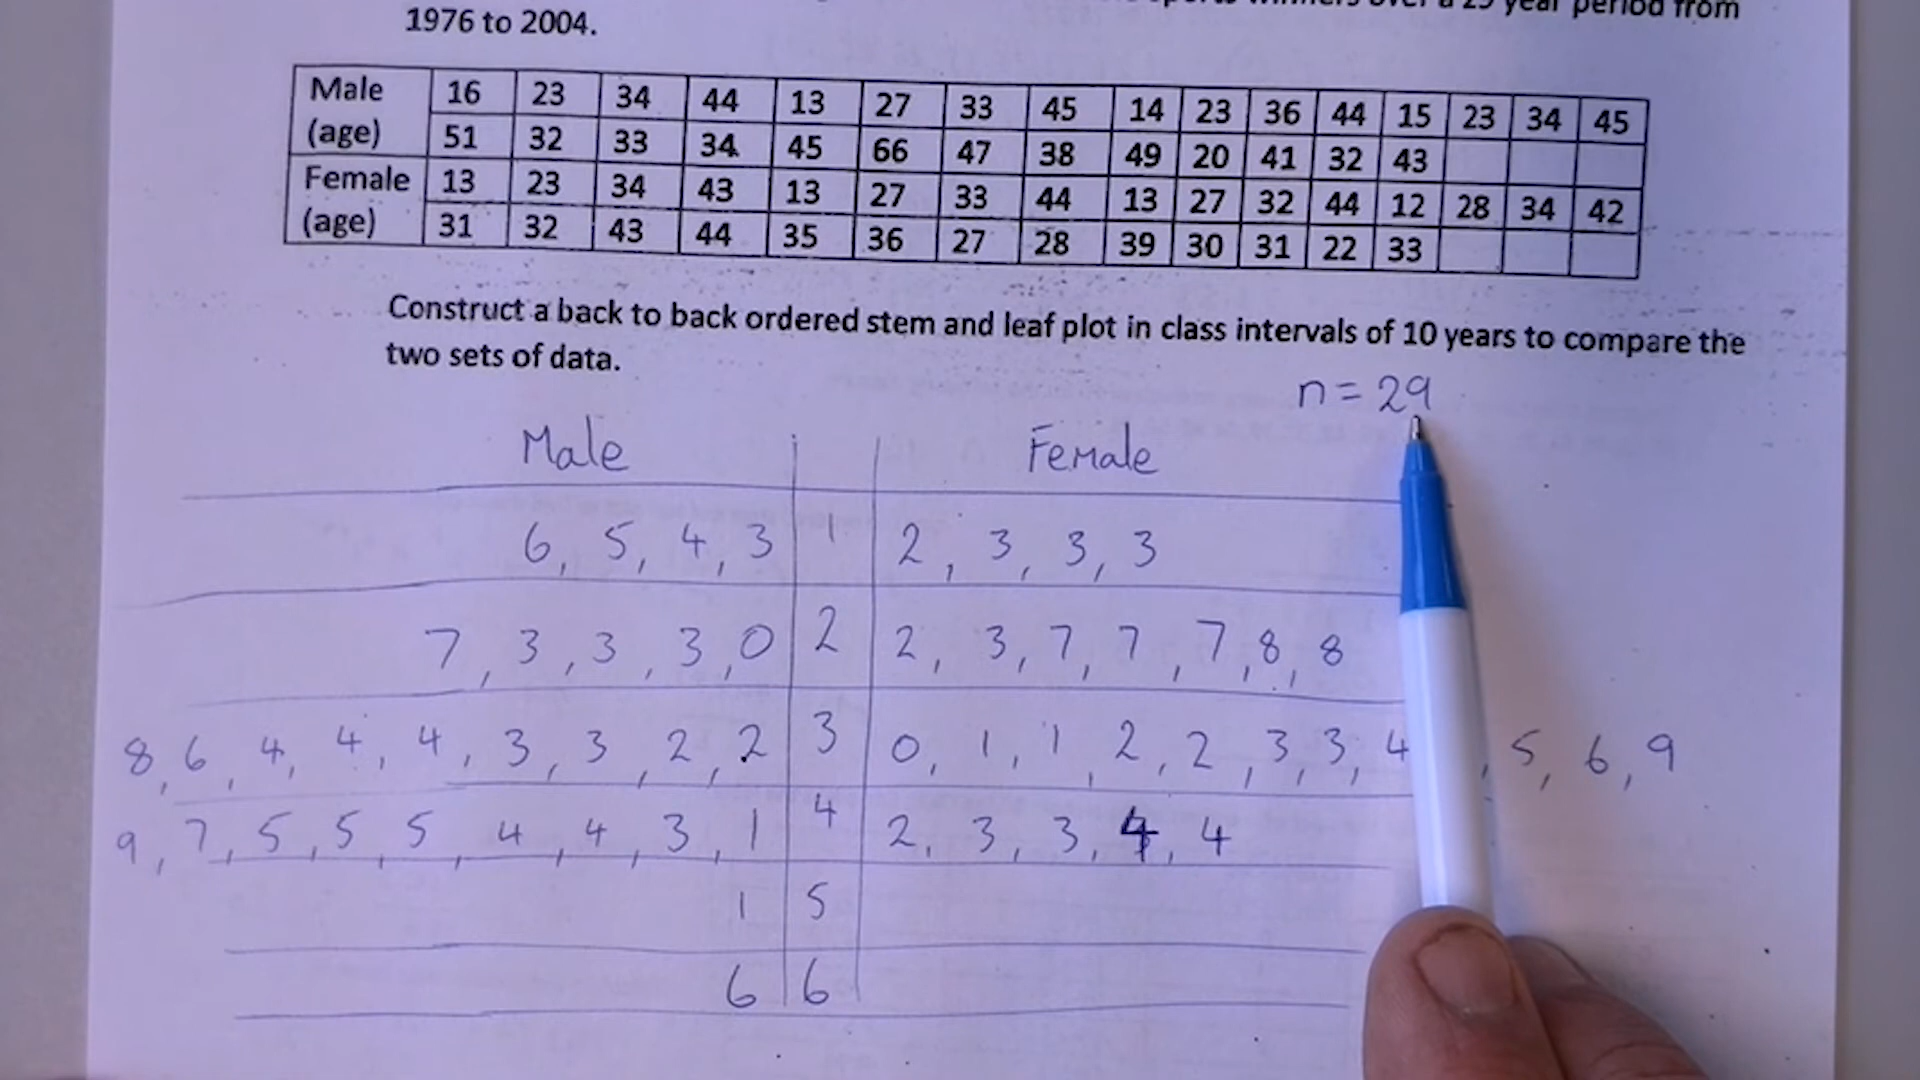 year period from
1976 to 2004.
Male (age) 16 23 34 44 13 27 33 45 14 23 36 44 15 23 34 45
51 32 33 34 45 66 47 38 49 20 41 32 43
Female (age) 13 23 34 43 13 27 33 44 13 27 32 44 12 28 34 42
31 32 43 44 35 36 27 28 39 30 31 22 33
Construct a back to back ordered stem and leaf plot in class intervals of 10 years to compare the
two sets of data.
n = 29
Male Female
6, 5, 4, 3 1 2, 3, 3, 3
7, 3, 3, 3, 0 2 2, 3, 7, 7, 7, 8, 8
8, 6, 4, 4, 4, 3, 3, 2, 2 3 0, 1, 1, 2, 2, 3, 3, 4 , 5, 6, 9
9, 7, 5, 5, 5, 4, 4, 3, 1 4 2, 3, 3, 4, 4
1 5
6 6